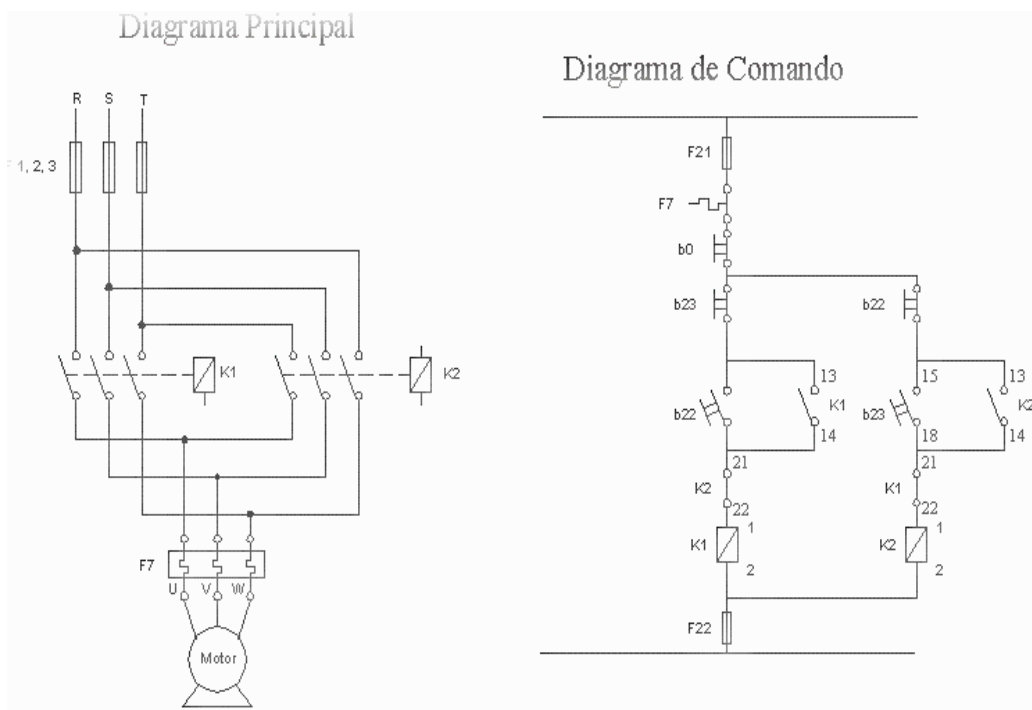 Diagrama Principal
R S T
F 1, 2, 3
K1
K2
F7
U V W
Motor
Diagrama de Comando
F21
F7
b0
b23
b22
13
15
13
b22
K1
b23
K2
14
18
14
21
21
K2
K1
22
22
K1
1
K2
1
2
2
F22